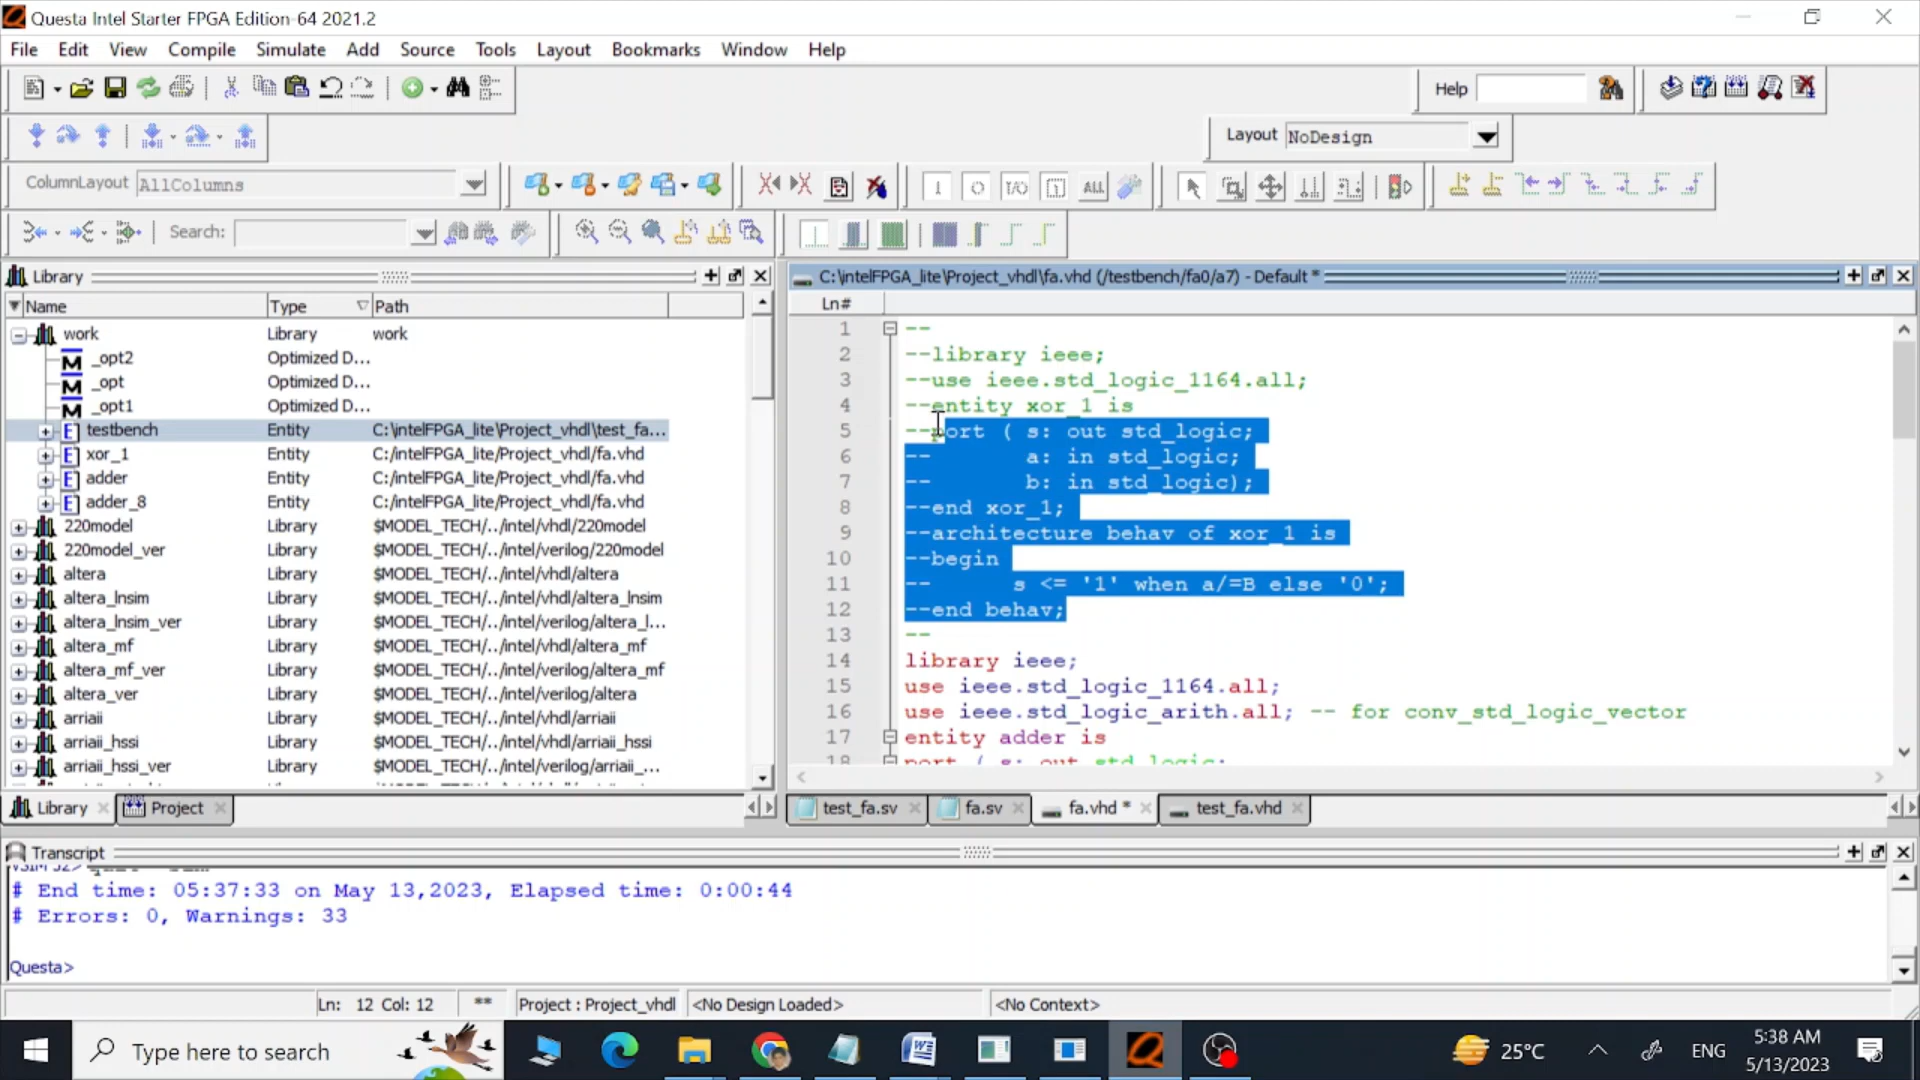 Questa Intel Starter FPGA Edition-64 2021.2
File Edit View Compile Simulate Add Source Tools Layout Bookmarks Window Help
Help
Layout NoDesign
ColumnLayout AllColumns
ALL
Search:
Library
Name Type Path
work Library work
_opt2 Optimized D...
_opt Optimized D...
_opt1 Optimized D...
testbench Entity C:\intelFPGA_lite\Project_vhdl\test_fa...
xor_1 Entity C:/intelFPGA_lite/Project_vhdl/fa.vhd
adder Entity C:/intelFPGA_lite/Project_vhdl/fa.vhd
adder_8 Entity C:/intelFPGA_lite/Project_vhdl/fa.vhd
220model Library $MODEL_TECH/../intel/vhdl/220model
220model_ver Library $MODEL_TECH/../intel/verilog/220model
altera Library $MODEL_TECH/../intel/vhdl/altera
altera_lnsim Library $MODEL_TECH/../intel/vhdl/altera_lnsim
altera_lnsim_ver Library $MODEL_TECH/../intel/verilog/altera_l...
altera_mf Library $MODEL_TECH/../intel/vhdl/altera_mf
altera_mf_ver Library $MODEL_TECH/../intel/verilog/altera_mf
altera_ver Library $MODEL_TECH/../intel/verilog/altera
arriaii Library $MODEL_TECH/../intel/vhdl/arriaii
arriaii_hssi Library $MODEL_TECH/../intel/vhdl/arriaii_hssi
arriaii_hssi_ver Library $MODEL_TECH/../intel/verilog/arriaii_...
Library Project
C:\intelFPGA_lite\Project_vhdl\fa.vhd (/testbench/fa0/a7) - Default *
Ln#
1 --
2 --library ieee;
3 --use ieee.std_logic_1164.all;
4 --entity xor_1 is
5 --port ( s: out std_logic;
6 -- a: in std_logic;
7 -- b: in std_logic);
8 --end xor_1;
9 --architecture behav of xor_1 is
10 --begin
11 -- s <= '1' when a/=B else '0';
12 --end behav;
13 --
14 library ieee;
15 use ieee.std_logic_1164.all;
16 use ieee.std_logic_arith.all; -- for conv_std_logic_vector
17 entity adder is
18 port ( s: out std_logic;
test_fa.sv fa.sv fa.vhd * test_fa.vhd
Transcript
# End time: 05:37:33 on May 13,2023, Elapsed time: 0:00:44
# Errors: 0, Warnings: 33
Questa>
Ln: 12 Col: 12 ** Project : Project_vhdl <No Design Loaded> <No Context>
Type here to search
25°C ENG 5:38 AM
5/13/2023